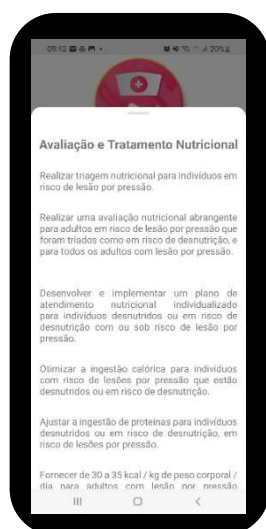 09:42
20%
Avaliação e Tratamento Nutricional
Realizar triagem nutricional para indivíduos em
risco de lesão por pressão.
Realizar uma avaliação nutricional abrangente
para adultos em risco de lesão por pressão que
foram triados como em risco de desnutrição, e
para todos os adultos com lesão por pressão.
Desenvolver e implementar um plano de
atendimento nutricional individualizado
para indivíduos desnutridos ou em risco de
desnutrição com ou sob risco de lesão por
pressão.
Otimizar a ingestão calórica para indivíduos
com risco de lesões por pressão que estão
desnutridos ou em risco de desnutrição.
Ajustar a ingestão de proteínas para indivíduos
desnutridos ou em risco de desnutrição, em
risco de lesões por pressão.
Fornecer de 30 a 35 kcal / kg de peso corporal /
dia para adultos com lesão por pressão